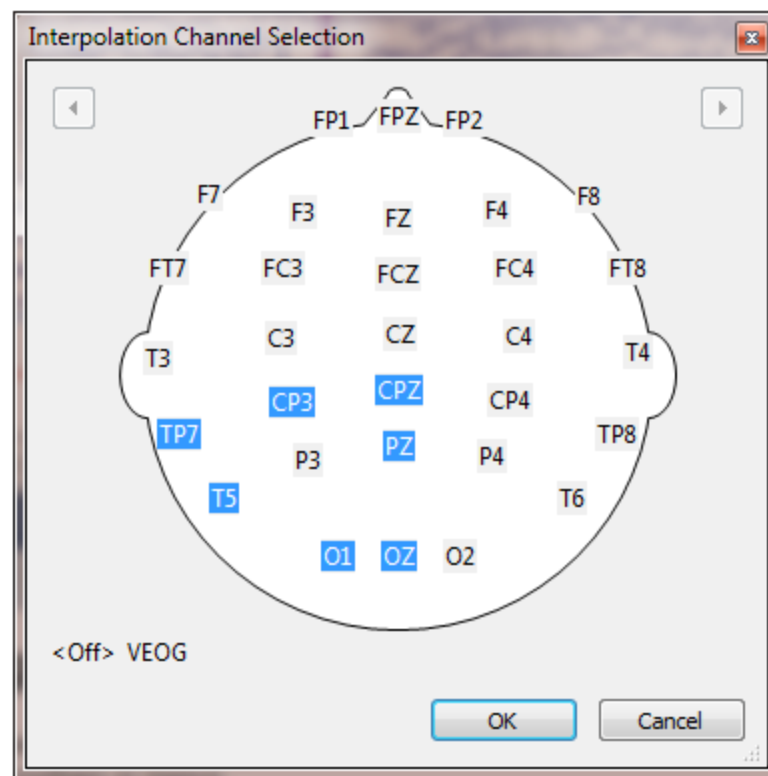 Interpolation Channel Selection
FP1 FPZ FP2
F7 F3 FZ F4 F8
FT7 FC3 FCZ FC4 FT8
T3 C3 CZ C4 T4
TP7 CP3 CPZ CP4 TP8
P3 PZ P4
T5 T6
O1 OZ O2
<Off> VEOG
OK Cancel